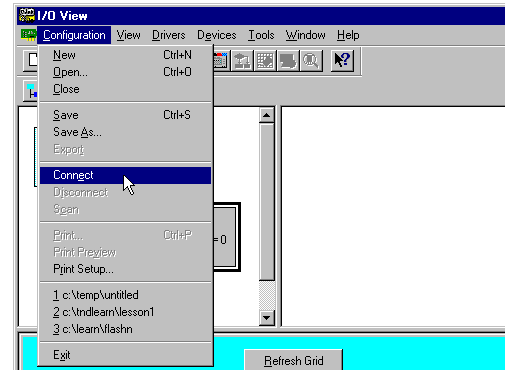 I/O View
Configuration View Drivers Devices Tools Window Help
New Ctrl+N
Open... Ctrl+O
Close
Save Ctrl+S
Save As...
Export
Connect
Disconnect
Scan
Print... Ctrl+P
Print Preview
Print Setup...
1 c:\temp\untitled
2 c:\tndlearn\lesson1
3 c:\learn\flashn
Exit
=0
Refresh Grid